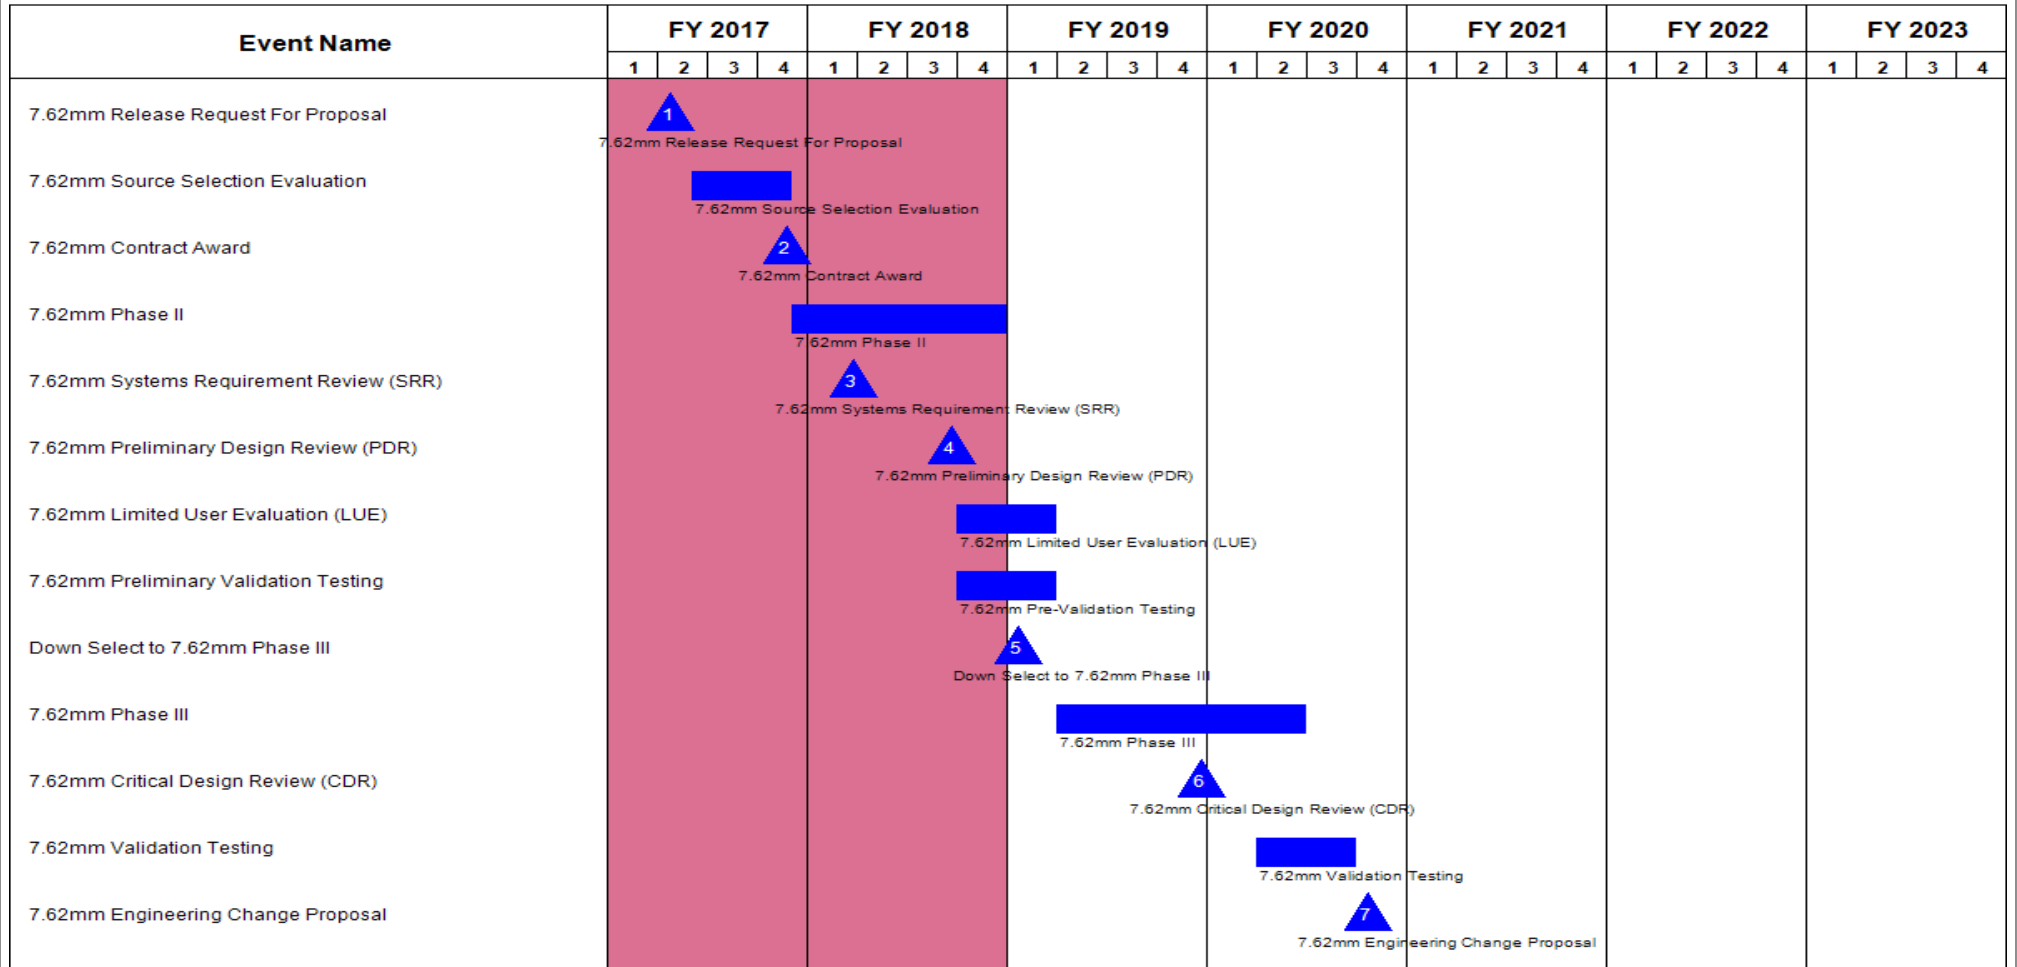 Event Name
FY 2017 FY 2018 FY 2019 FY 2020 FY 2021 FY 2022 FY 2023
1 2 3 4 1 2 3 4 1 2 3 4 1 2 3 4 1 2 3 4 1 2 3 4 1 2 3 4
7.62mm Release Request For Proposal 1
7.62mm Release Request For Proposal
7.62mm Source Selection Evaluation
7.62mm Source Selection Evaluation
7.62mm Contract Award 2
7.62mm Contract Award
7.62mm Phase II
7.62mm Phase II
7.62mm Systems Requirement Review (SRR) 3
7.62mm Systems Requirement Review (SRR)
7.62mm Preliminary Design Review (PDR) 4
7.62mm Preliminary Design Review (PDR)
7.62mm Limited User Evaluation (LUE)
7.62mm Limited User Evaluation (LUE)
7.62mm Preliminary Validation Testing
7.62mm Pre-Validation Testing
Down Select to 7.62mm Phase III 5
Down Select to 7.62mm Phase III
7.62mm Phase III
7.62mm Phase III
7.62mm Critical Design Review (CDR) 6
7.62mm Critical Design Review (CDR)
7.62mm Validation Testing
7.62mm Validation Testing
7.62mm Engineering Change Proposal 7
7.62mm Engineering Change Proposal